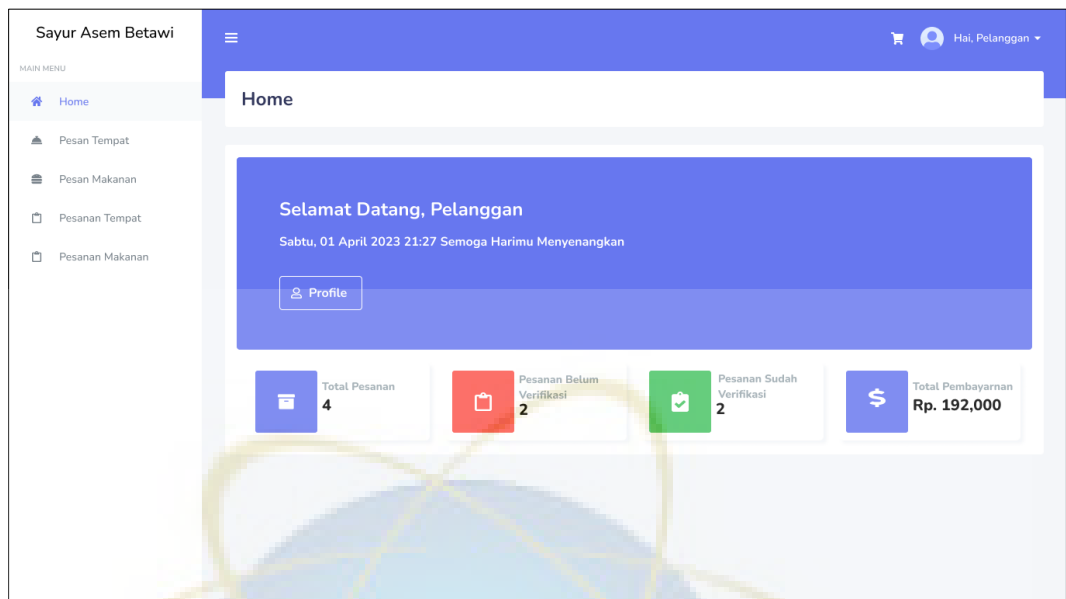 Sayur Asem Betawi
Hai, Pelanggan
MAIN MENU
Home
Pesan Tempat
Pesan Makanan
Pesanan Tempat
Pesanan Makanan
Home
Selamat Datang, Pelanggan
Sabtu, 01 April 2023 21:27 Semoga Harimu Menyenangkan
Profile
Total Pesanan
4
Pesanan Belum
Verifikasi
2
Pesanan Sudah
Verifikasi
2
Total Pembayarnan
Rp. 192,000